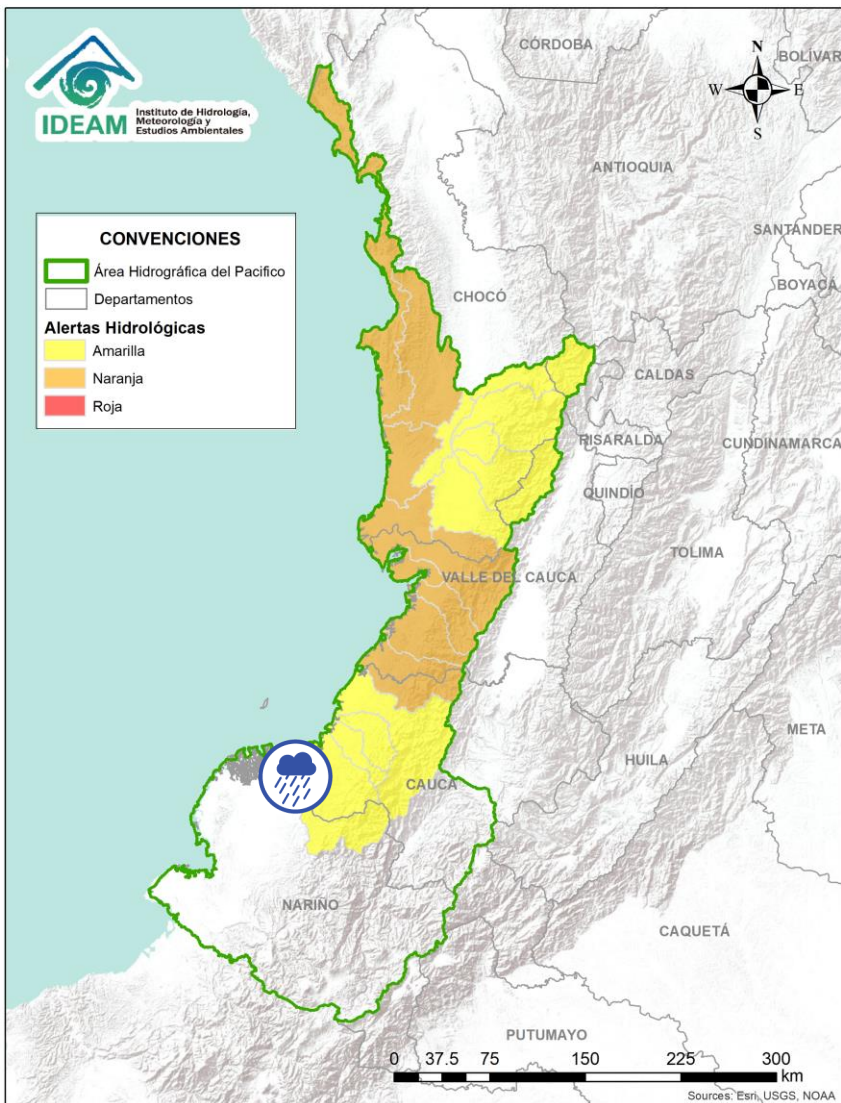 IDEAM
Instituto de Hidrología,
Meteorología y
Estudios Ambientales
CÓRDOBA
BOLÍVAR
N
W
E
S
ANTIOQUIA
SANTANDER
BOYACÁ
CONVENCIONES
Área Hidrográfica del Pacifico
Departamentos
Alertas Hidrológicas
Amarilla
Naranja
Roja
CHOCÓ
CALDAS
RISARALDA
CUNDINAMARCA
QUINDÍO
TOLIMA
VALLE DEL CAUCA
META
HUILA
CAUCA
NARIÑO
CAQUETÁ
PUTUMAYO
0 37.5 75 150 225 300
km
Sources: Esri, USGS, NOAA